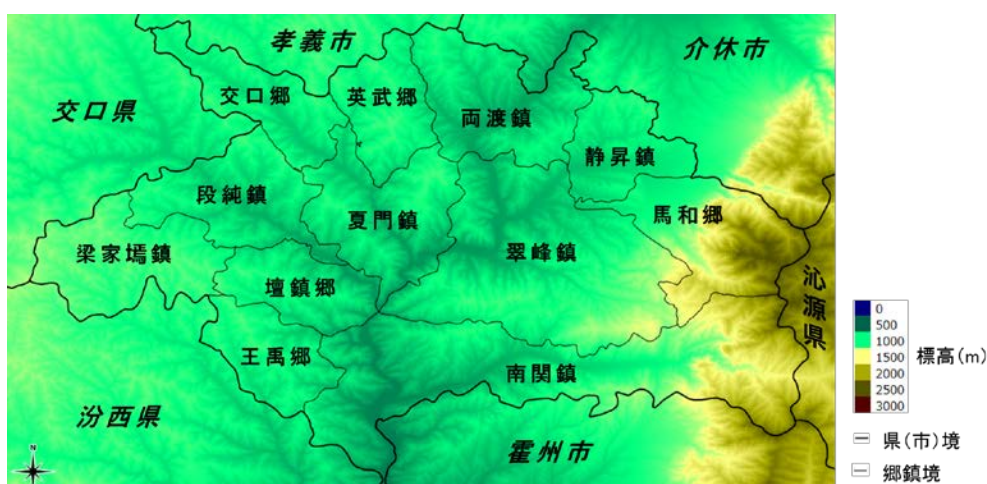 孝義市
介休市
交口郷
英武郷
交口県
両渡鎮
静昇鎮
段純鎮
馬和郷
夏門鎮
梁家墕鎮
翠峰鎮
沁源県
壇鎮郷
王禹郷
南関鎮
汾西県
霍州市
N
0
500
1000
1500
2000
2500
3000
標高(m)
県(市)境
郷鎮境